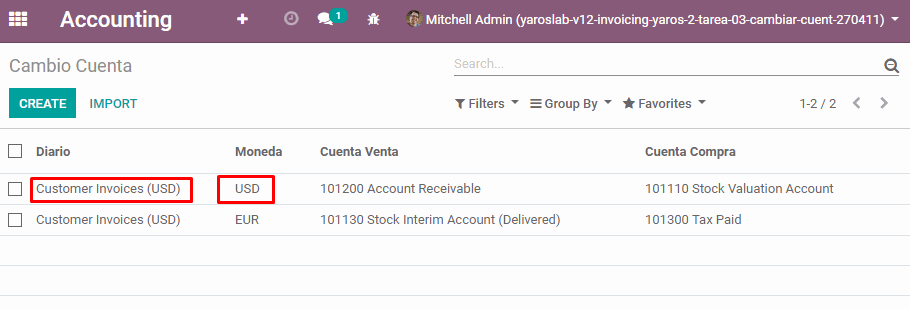 Accounting
1
Mitchell Admin (yaroslab-v12-invoicing-yaros-2-tarea-03-cambiar-cuent-270411)
Cambio Cuenta
Search...
CREATE IMPORT Filters Group By Favorites 1-2 / 2
Diario Moneda Cuenta Venta Cuenta Compra
Customer Invoices (USD) USD 101200 Account Receivable 101110 Stock Valuation Account
Customer Invoices (USD) EUR 101130 Stock Interim Account (Delivered) 101300 Tax Paid